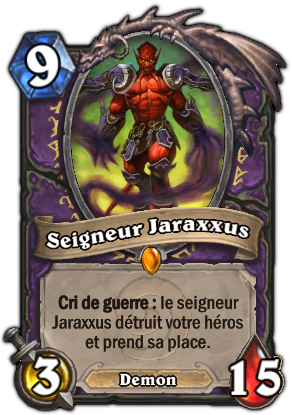 9
Seigneur Jaraxxus
Cri de guerre : le seigneur
Jaraxxus détruit votre héros
et prend sa place.
3
Demon
15